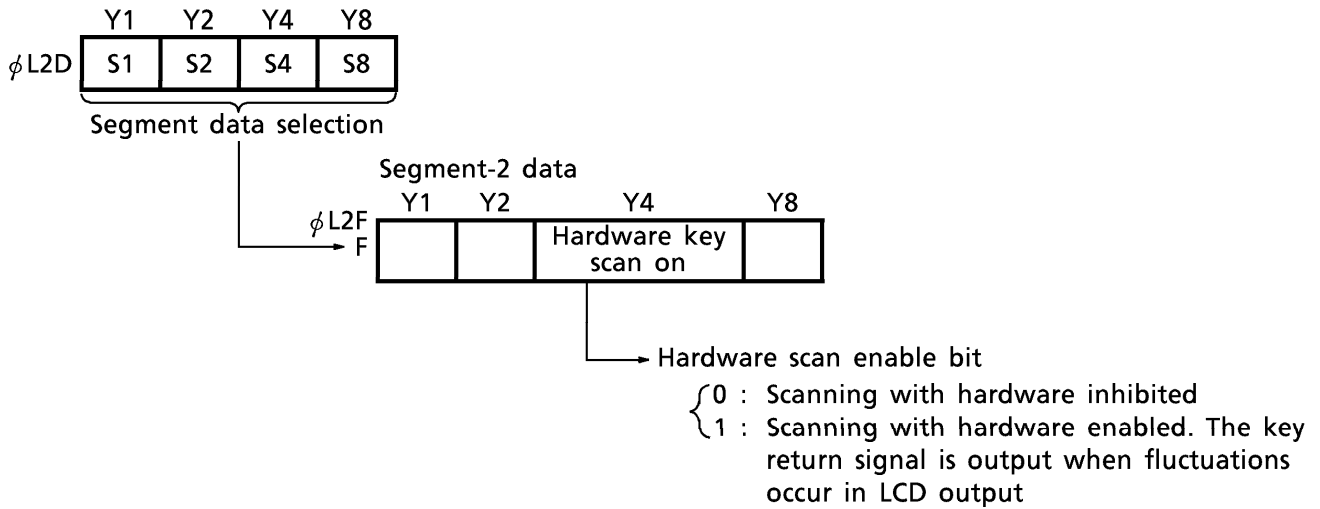 Y1 Y2 Y4 Y8
ϕL2D S1 S2 S4 S8
Segment data selection
Segment-2 data
Y1 Y2 Y4 Y8
ϕL2F
F
Hardware key
scan on
Hardware scan enable bit
0 : Scanning with hardware inhibited
1 : Scanning with hardware enabled. The key
return signal is output when fluctuations
occur in LCD output